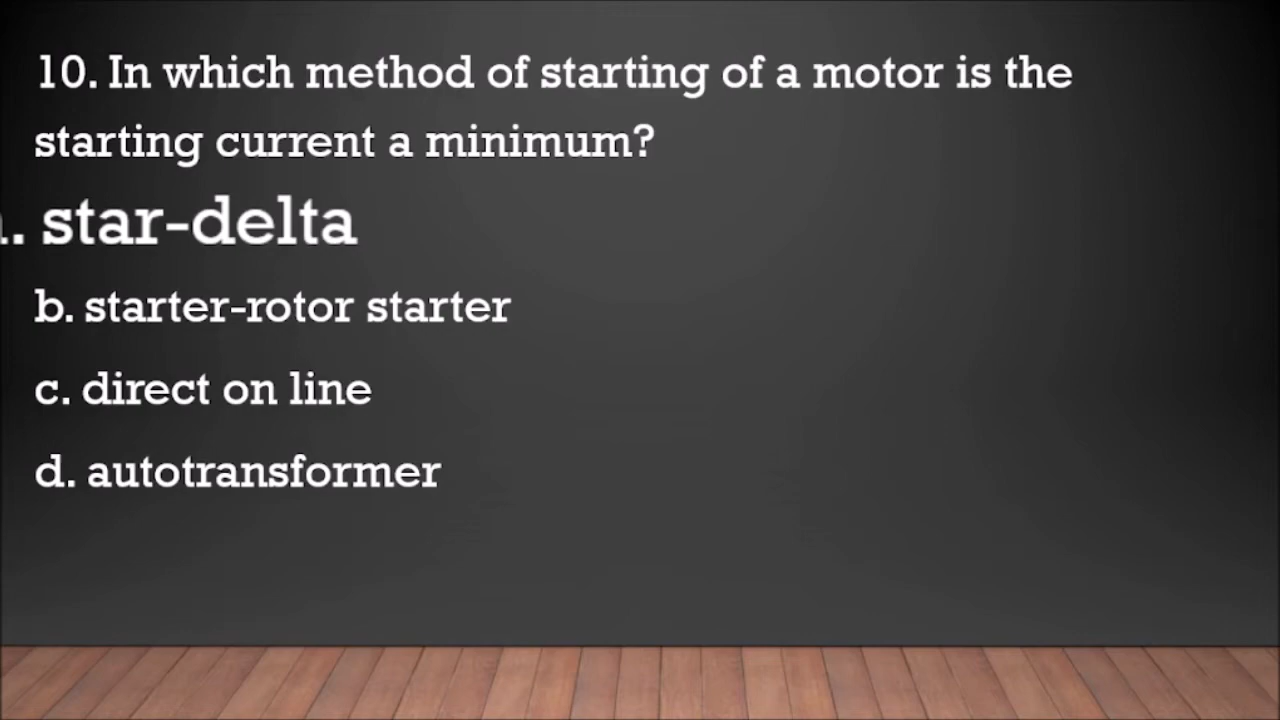 10. In which method of starting of a motor is the
starting current a minimum?
. star-delta
b. starter-rotor starter
c. direct on line
d. autotransformer